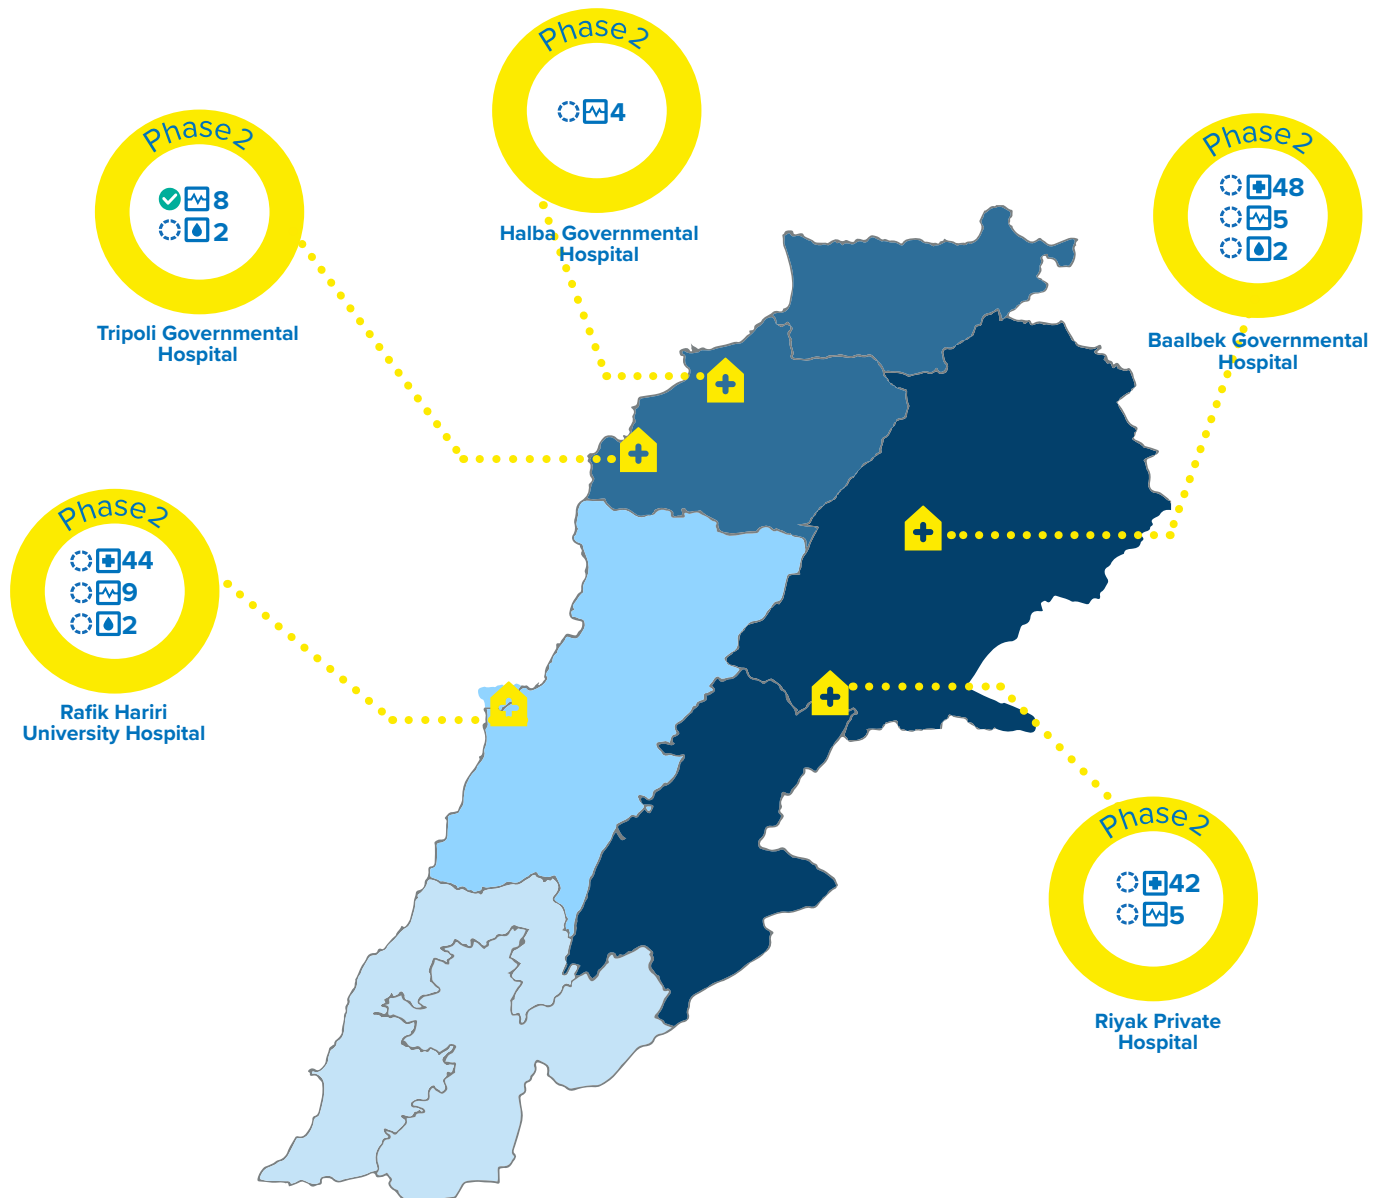 Phase 2
4
Halba Governmental
Hospital
Phase 2
8
2
Tripoli Governmental
Hospital
Phase 2
48
5
2
Baalbek Governmental
Hospital
Phase 2
44
9
2
Rafik Hariri
University Hospital
Phase 2
42
5
Riyak Private
Hospital